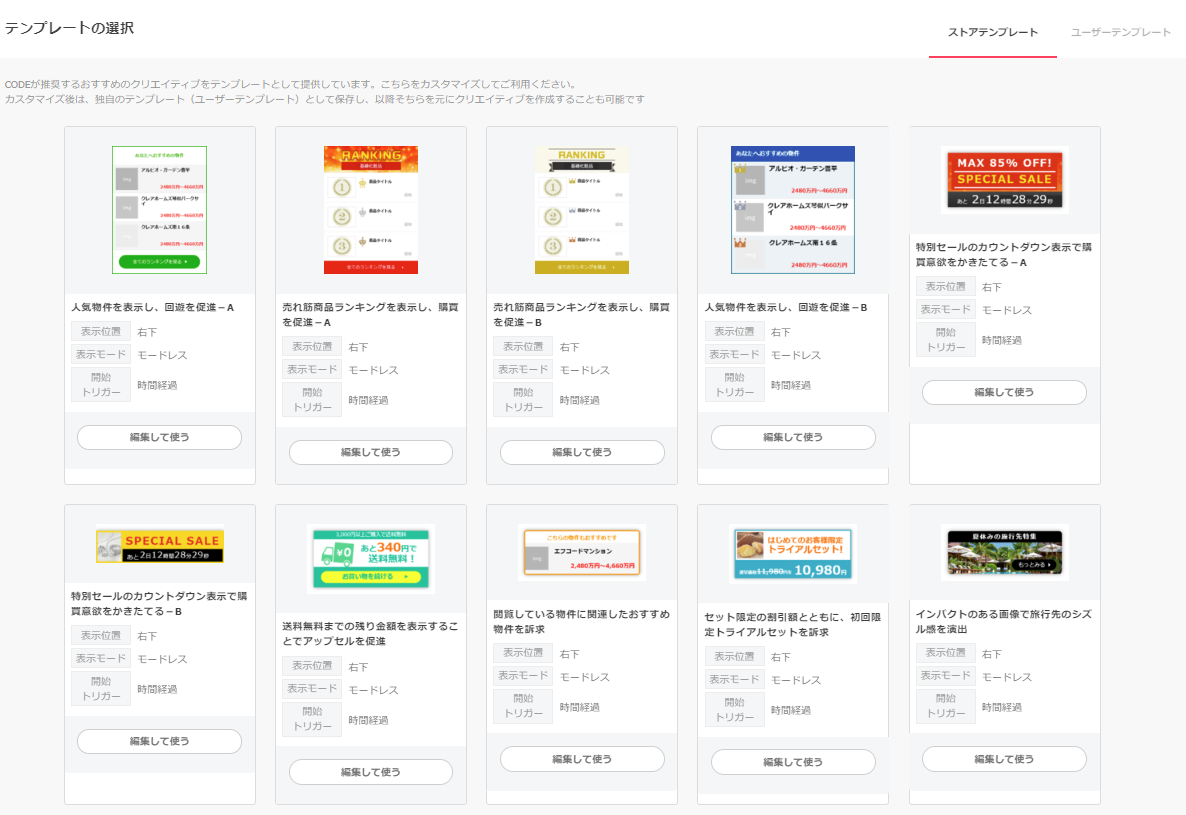 テンプレートの選択
ストアテンプレート
ユーザーテンプレート
CODEが推奨するおすすめのクリエイティブをテンプレートとして提供しています。こちらをカスタマイズしてご利用ください。
カスタマイズ後は、独自のテンプレート（ユーザーテンプレート）として保存し、以降そちらを元にクリエイティブを作成することも可能です
あなたへおすすめの物件
img
アルビオ・ガーデン豊平
2480万円〜4660万円
img
クレアホームズ琴似パークサ
イ
2480万円〜4660万円
クレアホームズ南１６条
2480万円〜4660万円
全てのランキングを見る
人気物件を表示し、回遊を促進－A
表示位置 右下
表示モード モードレス
開始
トリガー
時間経過
編集して使う
RANKING
基礎化粧品
1
商品タイトル
2
商品タイトル
3
商品タイトル
全てのランキングを見る
売れ筋商品ランキングを表示し、購買
を促進－A
表示位置 右下
表示モード モードレス
開始
トリガー
時間経過
編集して使う
RANKING
基礎化粧品
1
商品タイトル
2
商品タイトル
3
商品タイトル
全てのランキングを見る
売れ筋商品ランキングを表示し、購買
を促進－B
表示位置 右下
表示モード モードレス
開始
トリガー
時間経過
編集して使う
あなたへおすすめの物件
img
アルビオ・ガーデン豊平
2480万円〜4660万円
img
クレアホームズ琴似パークサ
イ
2480万円〜4660万円
クレアホームズ南１６条
2480万円〜4660万円
人気物件を表示し、回遊を促進－B
表示位置 右下
表示モード モードレス
開始
トリガー
時間経過
編集して使う
MAX 85% OFF!
SPECIAL SALE
あと 2日12時間28分29秒
特別セールのカウントダウン表示で購
買意欲をかきたてる－A
表示位置 右下
表示モード モードレス
開始
トリガー
時間経過
編集して使う
SPECIAL SALE
あと2日12時間28分29秒
特別セールのカウントダウン表示で購
買意欲をかきたてる－B
表示位置 右下
表示モード モードレス
開始
トリガー
時間経過
編集して使う
3,000円以上ご購入で送料無料
¥0
あと340円で
送料無料！
お買い物を続ける
送料無料までの残り金額を表示するこ
とでアップセルを促進
表示位置 右下
表示モード モードレス
開始
トリガー
時間経過
編集して使う
こちらの物件もおすすめです
img
エフコードマンション
2,480万円〜4,660万円
閲覧している物件に関連したおすすめ
物件を訴求
表示位置 右下
表示モード モードレス
開始
トリガー
時間経過
編集して使う
はじめてのお客様限定
トライアルセット!
通常価格11,980円を 10,980円
セット限定の割引額とともに、初回限
定トライアルセットを訴求
表示位置 右下
表示モード モードレス
開始
トリガー
時間経過
編集して使う
夏休みの旅行先特集
もっとみる
インパクトのある画像で旅行先のシズ
ル感を演出
表示位置 右下
表示モード モードレス
開始
トリガー
時間経過
編集して使う